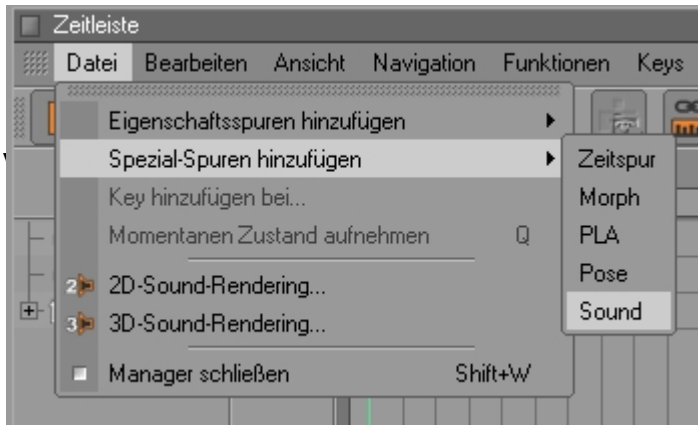 Zeitleiste
Datei Bearbeiten Ansicht Navigation Funktionen Keys
Eigenschaftsspuren hinzufügen
Spezial-Spuren hinzufügen
Key hinzufügen bei...
Momentanen Zustand aufnehmen Q
2D-Sound-Rendering...
3D-Sound-Rendering...
Manager schließen Shift+W
Zeitspur
Morph
PLA
Pose
Sound